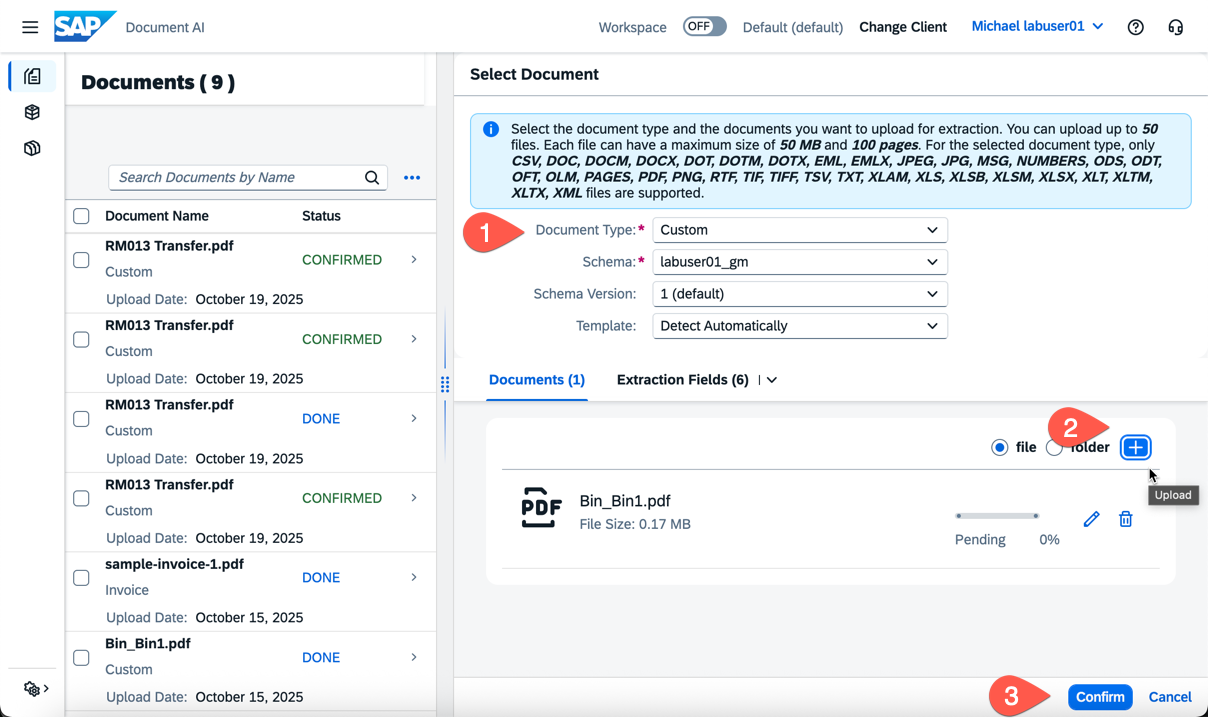 SAP Document AI
Workspace OFF Default (default) Change Client Michael labuser01
Documents ( 9 )
Search Documents by Name
Document Name Status
RM013 Transfer.pdf
Custom
CONFIRMED
Upload Date: October 19, 2025
RM013 Transfer.pdf
Custom
CONFIRMED
Upload Date: October 19, 2025
RM013 Transfer.pdf
Custom
DONE
Upload Date: October 19, 2025
RM013 Transfer.pdf
Custom
CONFIRMED
Upload Date: October 19, 2025
sample-invoice-1.pdf
Invoice
DONE
Upload Date: October 15, 2025
Bin_Bin1.pdf
Custom
DONE
Upload Date: October 15, 2025
Select Document
Select the document type and the documents you want to upload for extraction. You can upload up to 50
files. Each file can have a maximum size of 50 MB and 100 pages. For the selected document type, only
CSV, DOC, DOCM, DOCX, DOT, DOTM, DOTX, EML, EMLX, JPEG, JPG, MSG, NUMBERS, ODS, ODT,
OFT, OLM, PAGES, PDF, PNG, RTF, TIF, TIFF, TSV, TXT, XLAM, XLS, XLSB, XLSM, XLSX, XLT, XLTM,
XLTX, XML files are supported.
1
Document Type:* Custom
Schema:* labuser01_gm
Schema Version: 1 (default)
Template: Detect Automatically
Documents (1) Extraction Fields (6)
2
file folder
Upload
PDF
Bin_Bin1.pdf
File Size: 0.17 MB
Pending 0%
3
Confirm Cancel